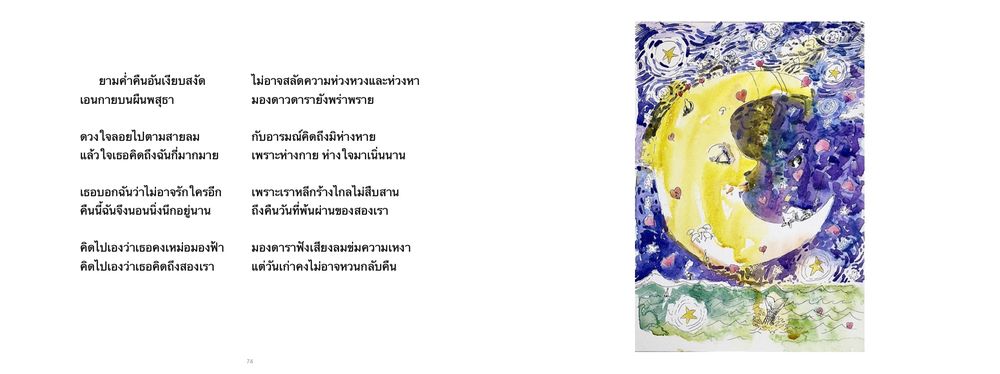 ยามค่ำคืนอันเงียบสงัด ไม่อาจสลัดความห่วงหวงและห่วงหา
เอนกายบนผืนพสุธา มองดาวดารายังพร่าพราย
ดวงใจลอยไปตามสายลม กับอารมณ์คิดถึงมิห่างหาย
แล้วใจเธอคิดถึงฉันกี่มากมาย เพราะห่างกาย ห่างใจมาเนิ่นนาน
เธอบอกฉันว่าไม่อาจรักใครอีก เพราะเราหลีกร้างไกลไม่สืบสาน
คืนนี้ฉันจึงนอนนิ่งนึกอยู่นาน ถึงคืนวันที่พ้นผ่านของสองเรา
คิดไปเองว่าเธอคงเหม่อมองฟ้า มองดาราฟังเสียงลมข่มความเหงา
คิดไปเองว่าเธอคิดถึงสองเรา แต่วันเก่าคงไม่อาจหวนกลับคืน
74